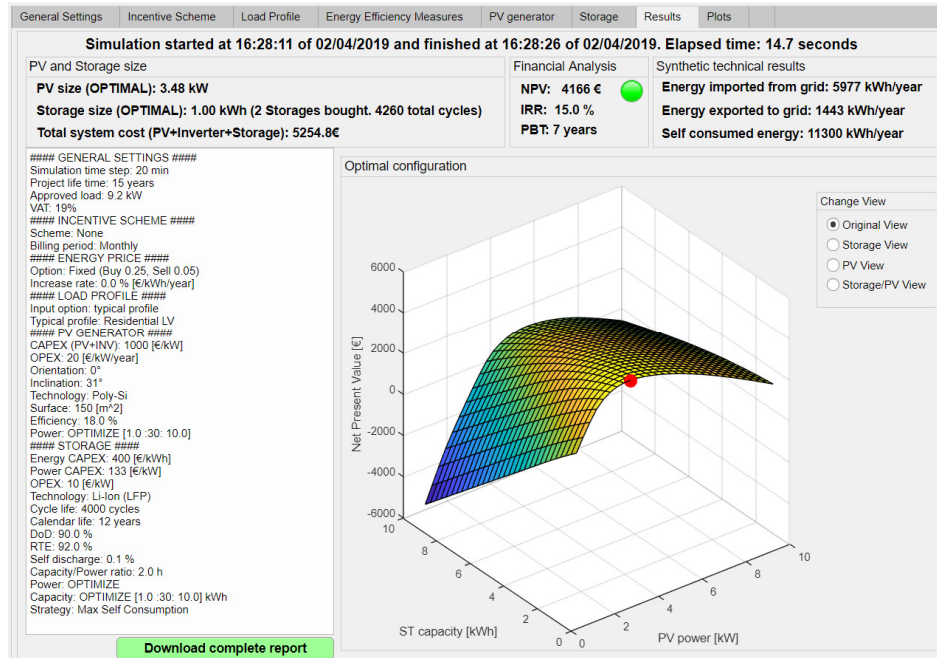 General Settings
Incentive Scheme
Load Profile
Energy Efficiency Measures
PV generator
Storage
Results
Plots
Simulation started at 16:28:11 of 02/04/2019 and finished at 16:28:26 of 02/04/2019. Elapsed time: 14.7 seconds
PV and Storage size
PV size (OPTIMAL): 3.48 kW
Storage size (OPTIMAL): 1.00 kWh (2 Storages bought. 4260 total cycles)
Total system cost (PV+Inverter+Storage): 5254.8€
Financial Analysis
NPV: 4166 €
IRR: 15.0 %
PBT: 7 years
Synthetic technical results
Energy imported from grid: 5977 kWh/year
Energy exported to grid: 1443 kWh/year
Self consumed energy: 11300 kWh/year
#### GENERAL SETTINGS ####
Simulation time step: 20 min
Project life time: 15 years
Approved load: 9.2 kW
VAT: 19%
#### INCENTIVE SCHEME ####
Scheme: None
Billing period: Monthly
#### ENERGY PRICE ####
Option: Fixed (Buy 0.25, Sell 0.05)
Increase rate: 0.0 % [€/kWh/year]
#### LOAD PROFILE ####
Input option: typical profile
Typical profile: Residential LV
#### PV GENERATOR ####
CAPEX (PV+INV): 1000 [€/kW]
OPEX: 20 [€/kW/year]
Orientation: 0°
Inclination: 31°
Technology: Poly-Si
Surface: 150 [m^2]
Efficiency: 18.0 %
Power: OPTIMIZE [1.0 :30: 10.0]
#### STORAGE ####
Energy CAPEX: 400 [€/kWh]
Power CAPEX: 133 [€/kW]
OPEX: 10 [€/kW]
Technology: Li-Ion (LFP)
Cycle life: 4000 cycles
Calendar life: 12 years
DoD: 90.0 %
RTE: 92.0 %
Self discharge: 0.1 %
Capacity/Power ratio: 2.0 h
Power: OPTIMIZE
Capacity: OPTIMIZE [1.0 :30: 10.0] kWh
Strategy: Max Self Consumption
Download complete report
Optimal configuration
Net Present Value [€]
6000
4000
2000
0
-2000
-4000
-6000
10
8
6
4
2
0
ST capacity [kWh]
0
2
4
6
8
10
PV power [kW]
Change View
Original View
Storage View
PV View
Storage/PV View